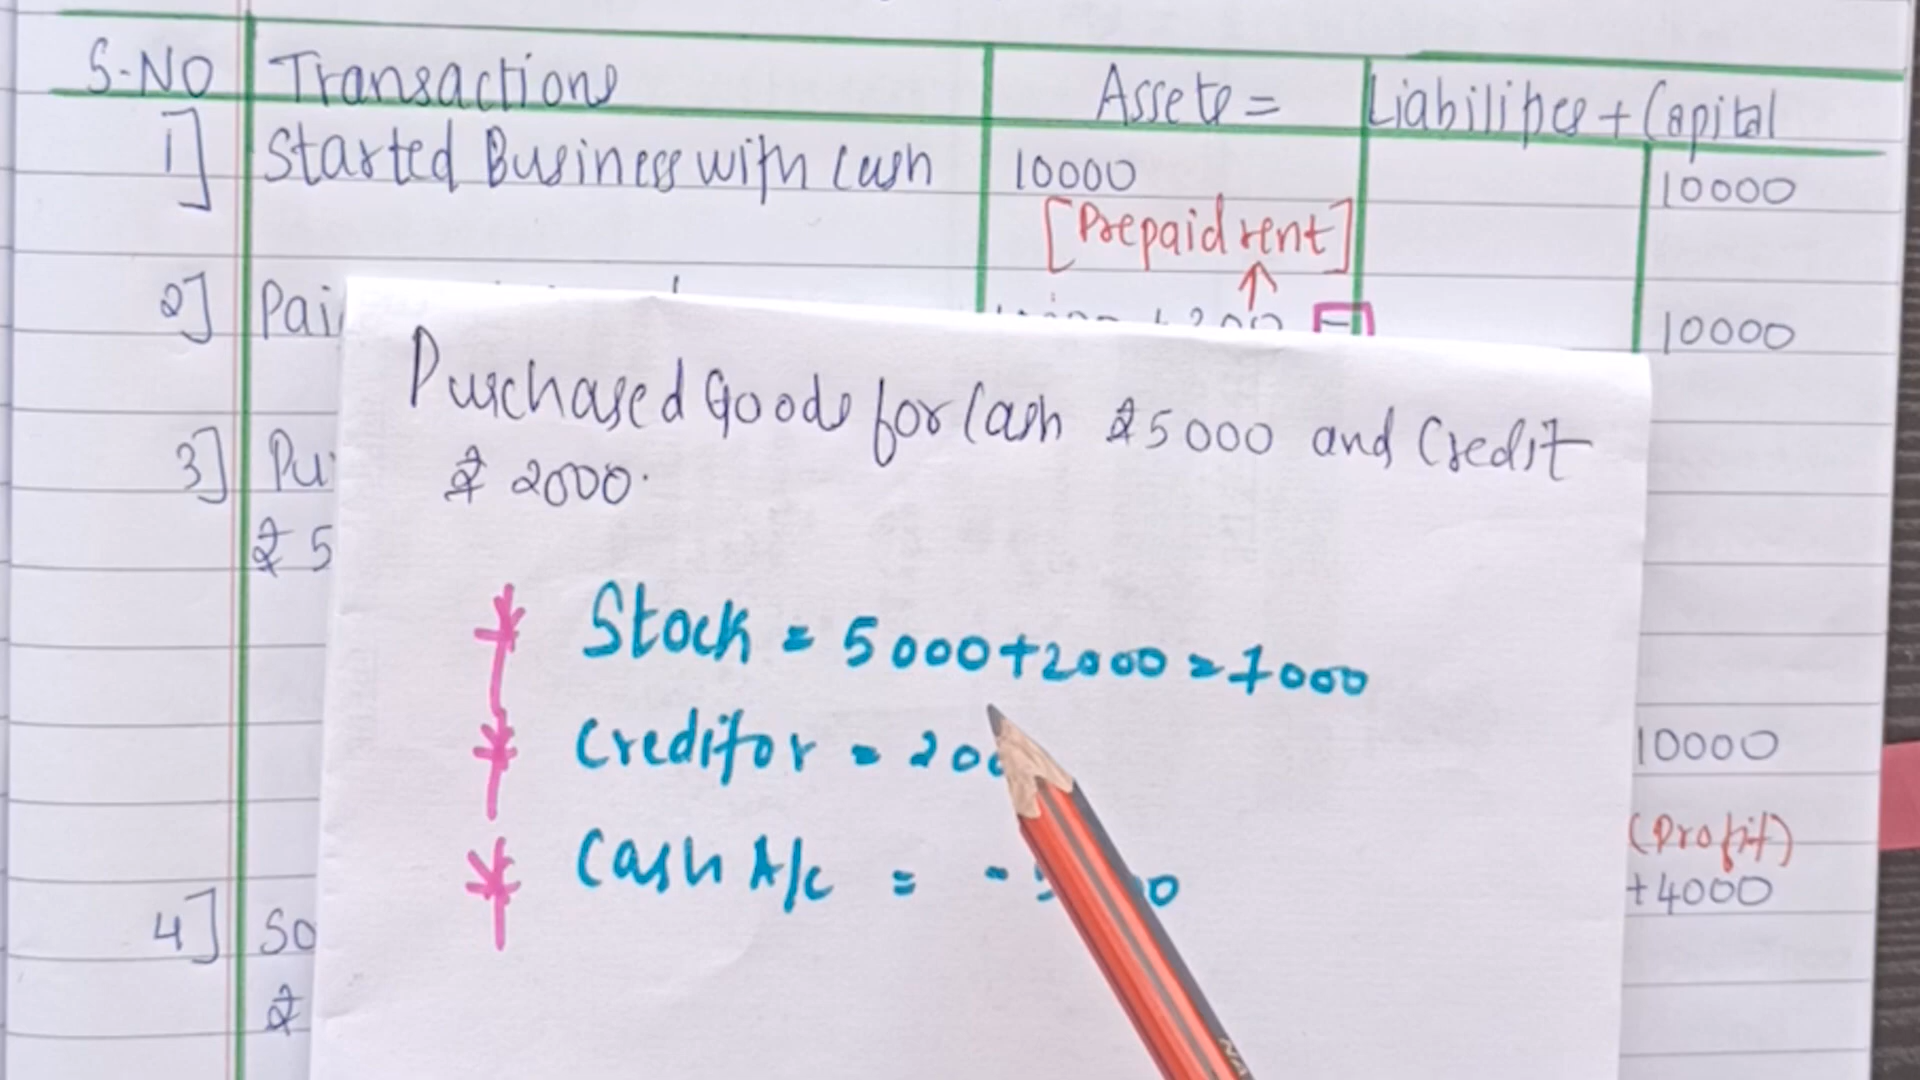 S.NO Transactions Assets = Liabilities + Capital
1] Started Business with cash 10000 10000
[Prepaid rent]
2] Pai 10000
Purchased Goods for Cash ₹5000 and Credit
₹ 2000.
3] Pu
₹ 5
* Stock = 5000+2000=7000
* Creditor = 200
10000
* Cash A/c = -
(Profit)
+4000
4] So
₹